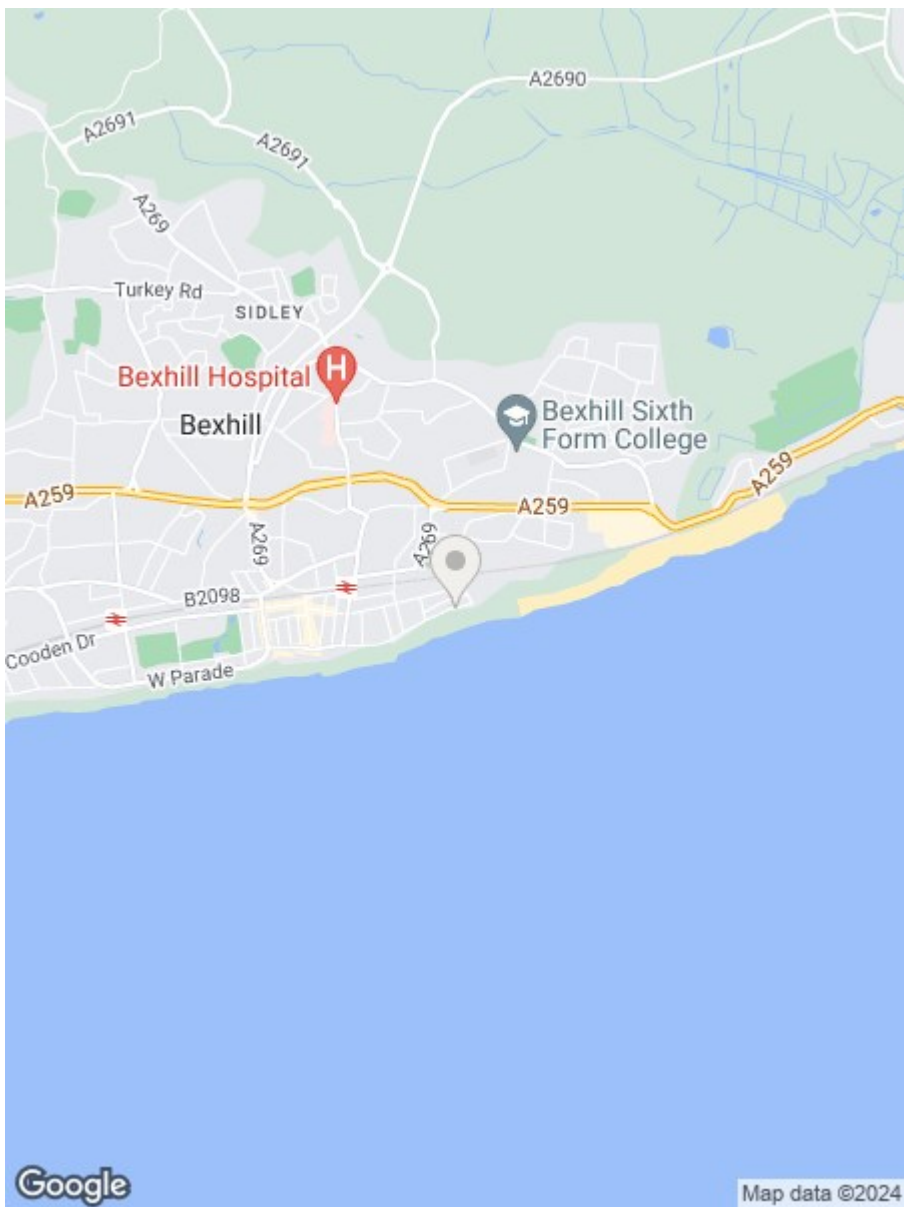 A2690
A2691
A2691
A269
Turkey Rd
SIDLEY
H
Bexhill Hospital
Bexhill
Bexhill Sixth
Form College
A259
A259
A259
A269
A269
B2098
Cooden Dr
W Parade
Google
Map data ©2024